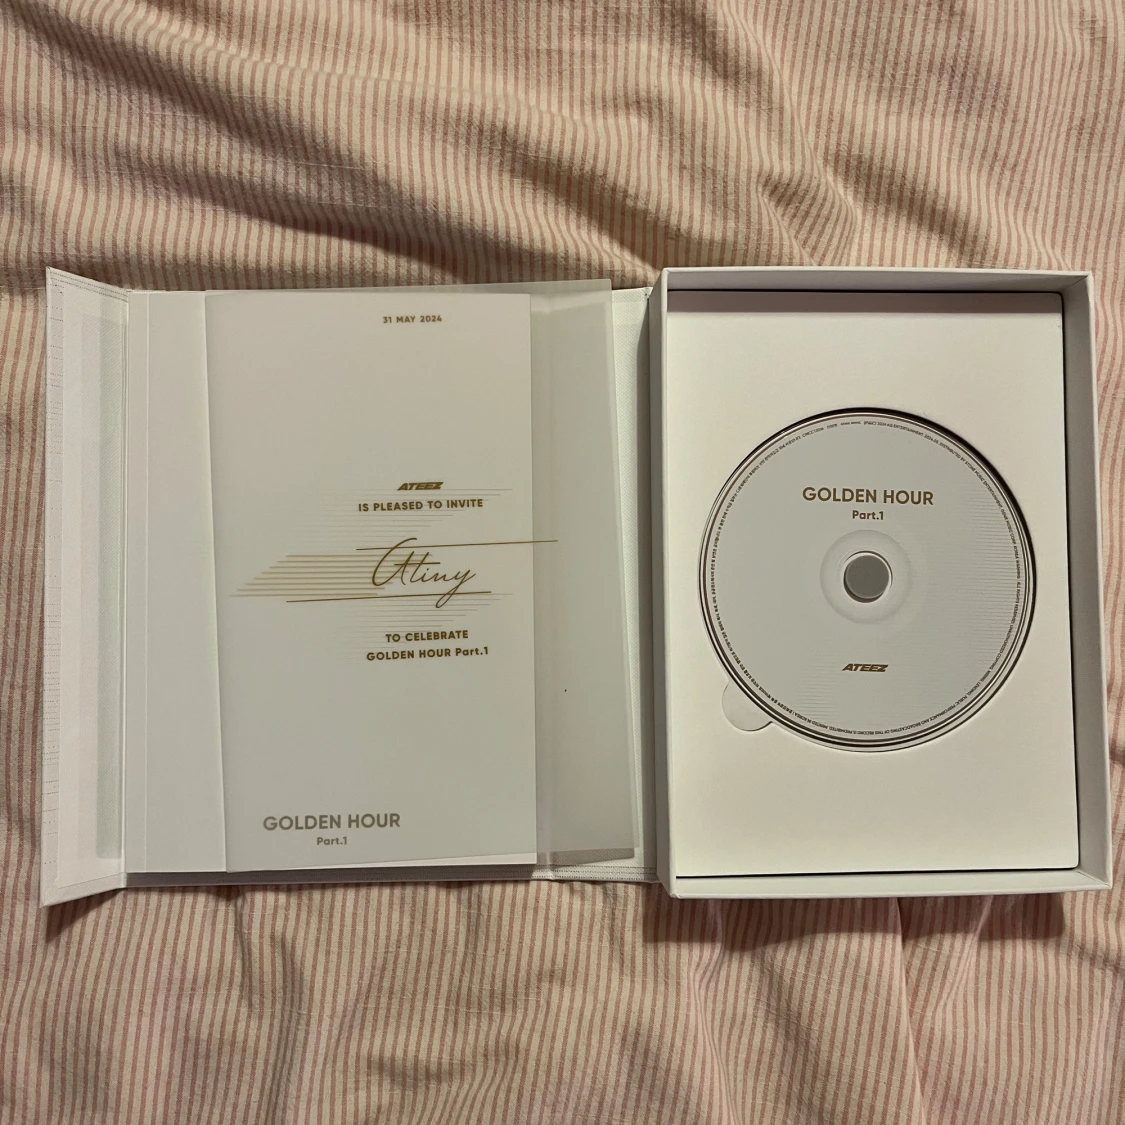 31 MAY 2024
ATEEZ
IS PLEASED TO INVITE
Atiny
TO CELEBRATE
GOLDEN HOUR Part.1
GOLDEN HOUR
Part.1
GOLDEN HOUR
Part.1
ATEEZ